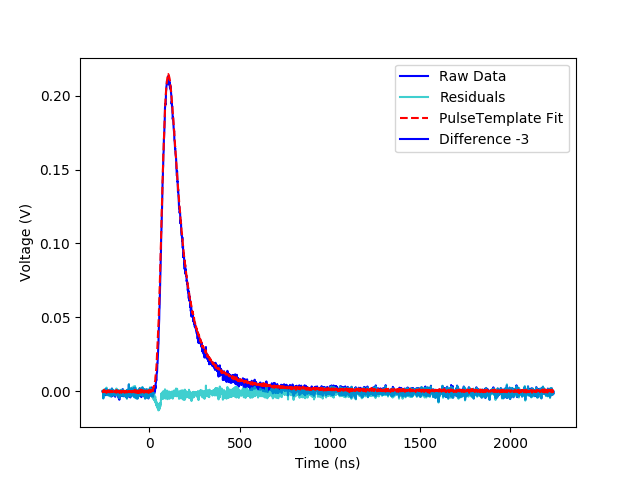 Raw Data
Residuals
PulseTemplate Fit
Difference -3
Voltage (V)
0.20
0.15
0.10
0.05
0.00
0
500
1000
1500
2000
Time (ns)